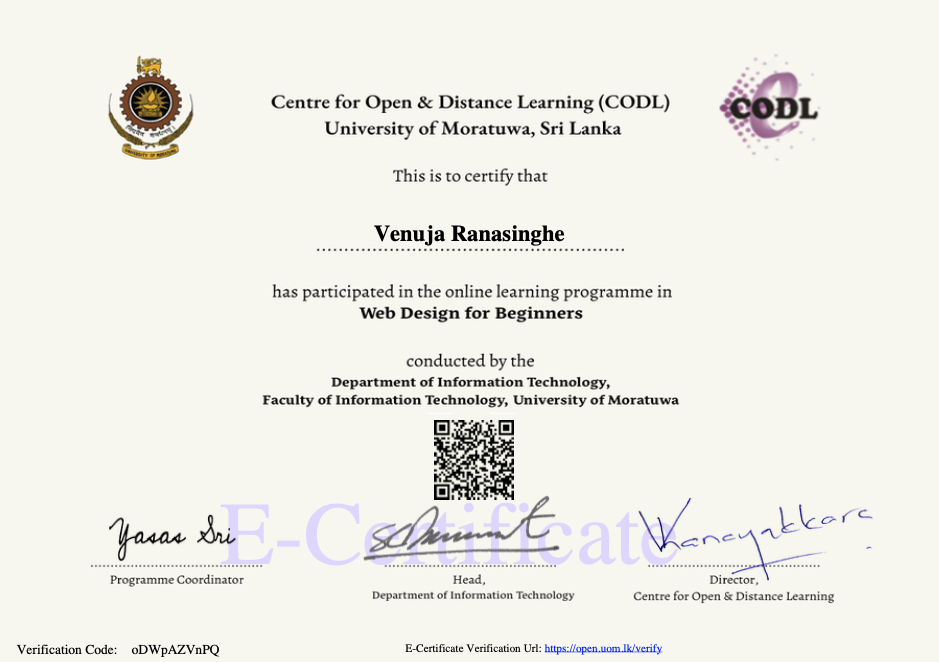 Centre for Open & Distance Learning (CODL)
University of Moratuwa, Sri Lanka
CODL
UNIVERSITY OF MORATUWA
This is to certify that
Venuja Ranasinghe
has participated in the online learning programme in
Web Design for Beginners
conducted by the
Department of Information Technology,
Faculty of Information Technology, University of Moratuwa
E-Certificate
Yasas Sri
Programme Coordinator
Head,
Department of Information Technology
Director,
Centre for Open & Distance Learning
Verification Code: oDWpAZVnPQ
E-Certificate Verification Url: https://open.uom.lk/verify